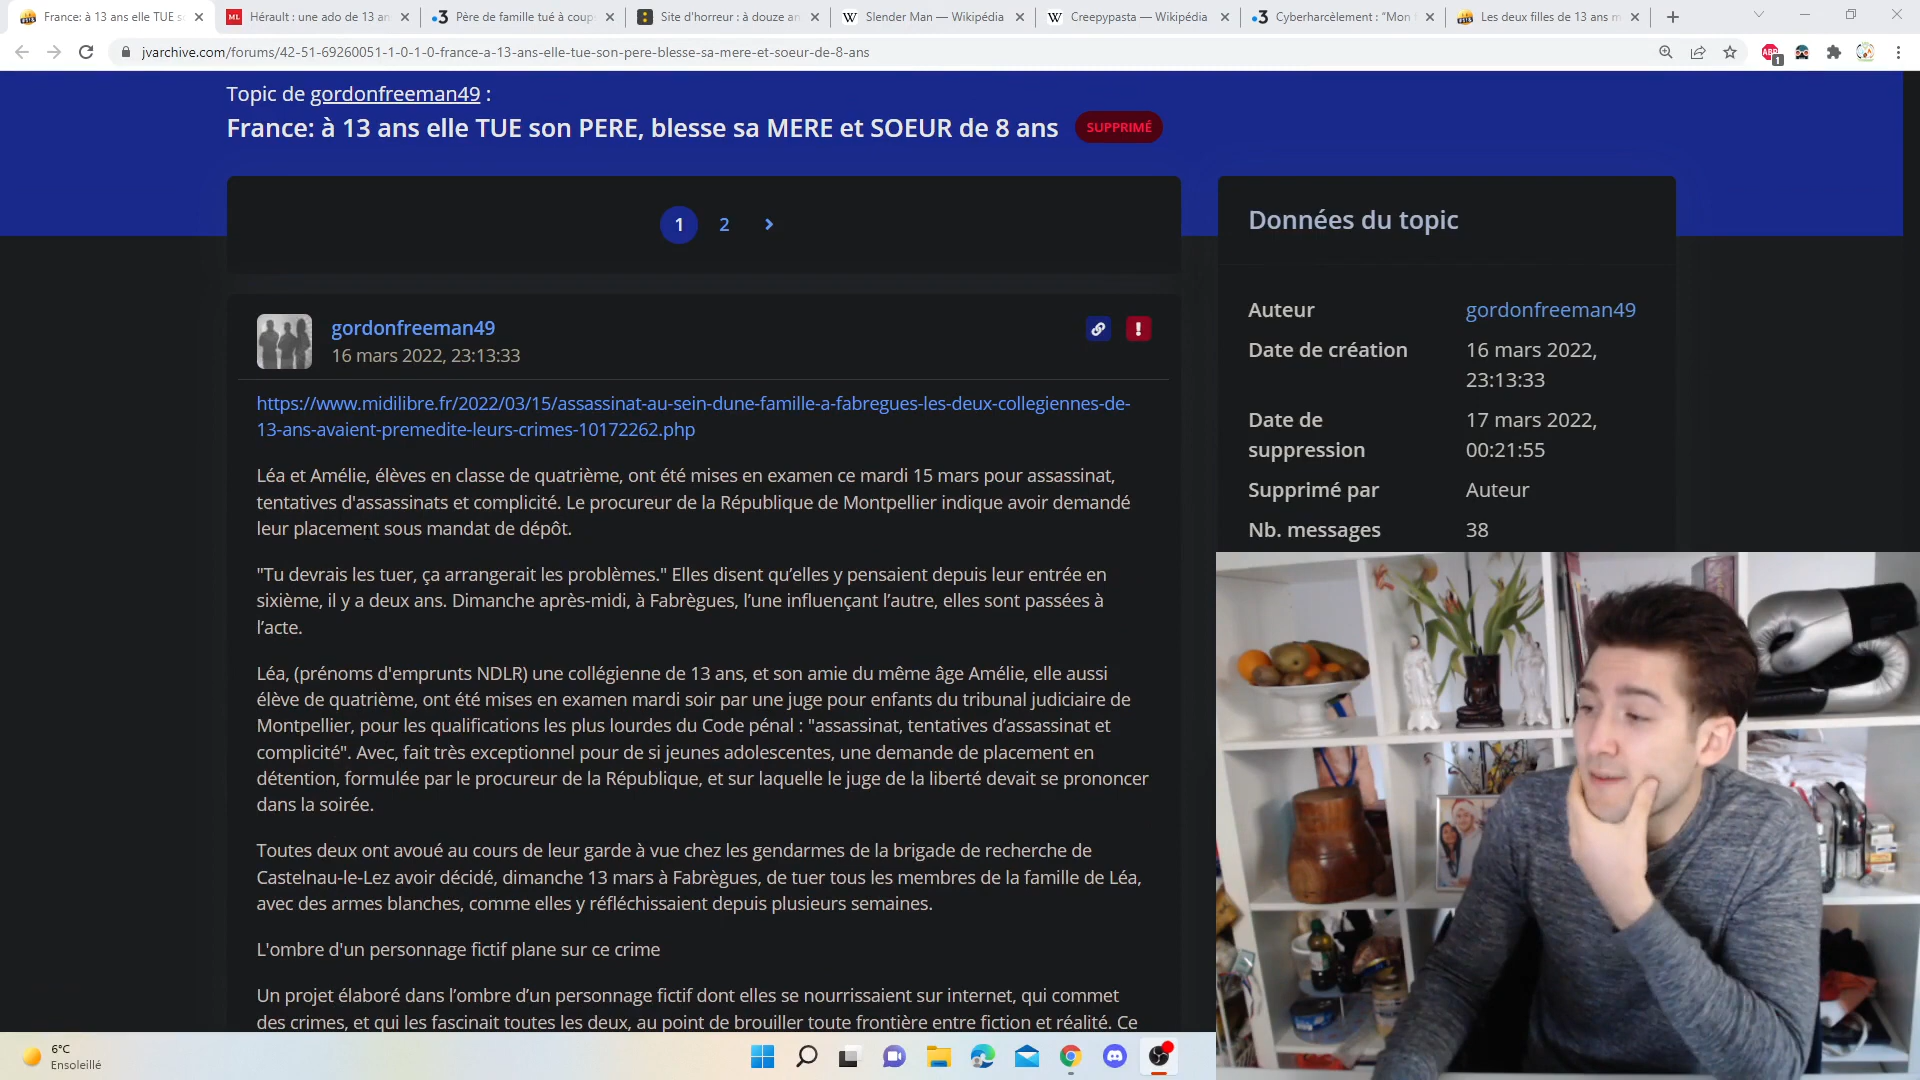 France: à 13 ans elle TUE s
Hérault : une ado de 13 an
Père de famille tué à coup
Site d'horreur : à douze an
Slender Man — Wikipédia
Creepypasta — Wikipédia
Cyberharcèlement : "Mon
Les deux filles de 13 ans m
jvarchive.com/forums/42-51-69260051-1-0-1-0-france-a-13-ans-elle-tue-son-pere-blesse-sa-mere-et-soeur-de-8-ans
Topic de gordonfreeman49 :
France: à 13 ans elle TUE son PERE, blesse sa MERE et SOEUR de 8 ans SUPPRIMÉ
1 2
gordonfreeman49
16 mars 2022, 23:13:33
https://www.midilibre.fr/2022/03/15/assassinat-au-sein-dune-famille-a-fabregues-les-deux-collegiennes-de-
13-ans-avaient-premedite-leurs-crimes-10172262.php
Léa et Amélie, élèves en classe de quatrième, ont été mises en examen ce mardi 15 mars pour assassinat,
tentatives d'assassinats et complicité. Le procureur de la République de Montpellier indique avoir demandé
leur placement sous mandat de dépôt.
"Tu devrais les tuer, ça arrangerait les problèmes." Elles disent qu’elles y pensaient depuis leur entrée en
sixième, il y a deux ans. Dimanche après-midi, à Fabrègues, l’une influençant l’autre, elles sont passées à
l’acte.
Léa, (prénoms d'emprunts NDLR) une collégienne de 13 ans, et son amie du même âge Amélie, elle aussi
élève de quatrième, ont été mises en examen mardi soir par une juge pour enfants du tribunal judiciaire de
Montpellier, pour les qualifications les plus lourdes du Code pénal : "assassinat, tentatives d’assassinat et
complicité". Avec, fait très exceptionnel pour de si jeunes adolescentes, une demande de placement en
détention, formulée par le procureur de la République, et sur laquelle le juge de la liberté devait se prononcer
dans la soirée.
Toutes deux ont avoué au cours de leur garde à vue chez les gendarmes de la brigade de recherche de
Castelnau-le-Lez avoir décidé, dimanche 13 mars à Fabrègues, de tuer tous les membres de la famille de Léa,
avec des armes blanches, comme elles y réfléchissaient depuis plusieurs semaines.
L'ombre d'un personnage fictif plane sur ce crime
Un projet élaboré dans l’ombre d’un personnage fictif dont elles se nourrissaient sur internet, qui commet
des crimes, et qui les fascinait toutes les deux, au point de brouiller toute frontière entre fiction et réalité. Ce
Données du topic
Auteur gordonfreeman49
Date de création 16 mars 2022,
23:13:33
Date de 17 mars 2022,
suppression 00:21:55
Supprimé par Auteur
Nb. messages 38
6°C
Ensoleillé